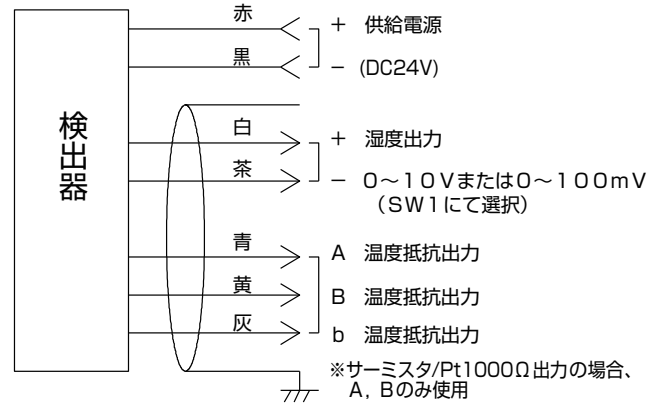 検出器
赤 + 供給電源
黒 − (DC24V)
白 + 湿度出力
茶 − 0～10Vまたは0～100mV
(SW1にて選択)
青 A 温度抵抗出力
黄 B 温度抵抗出力
灰 b 温度抵抗出力
※サーミスタ/Pt1000Ω出力の場合、
A, Bのみ使用